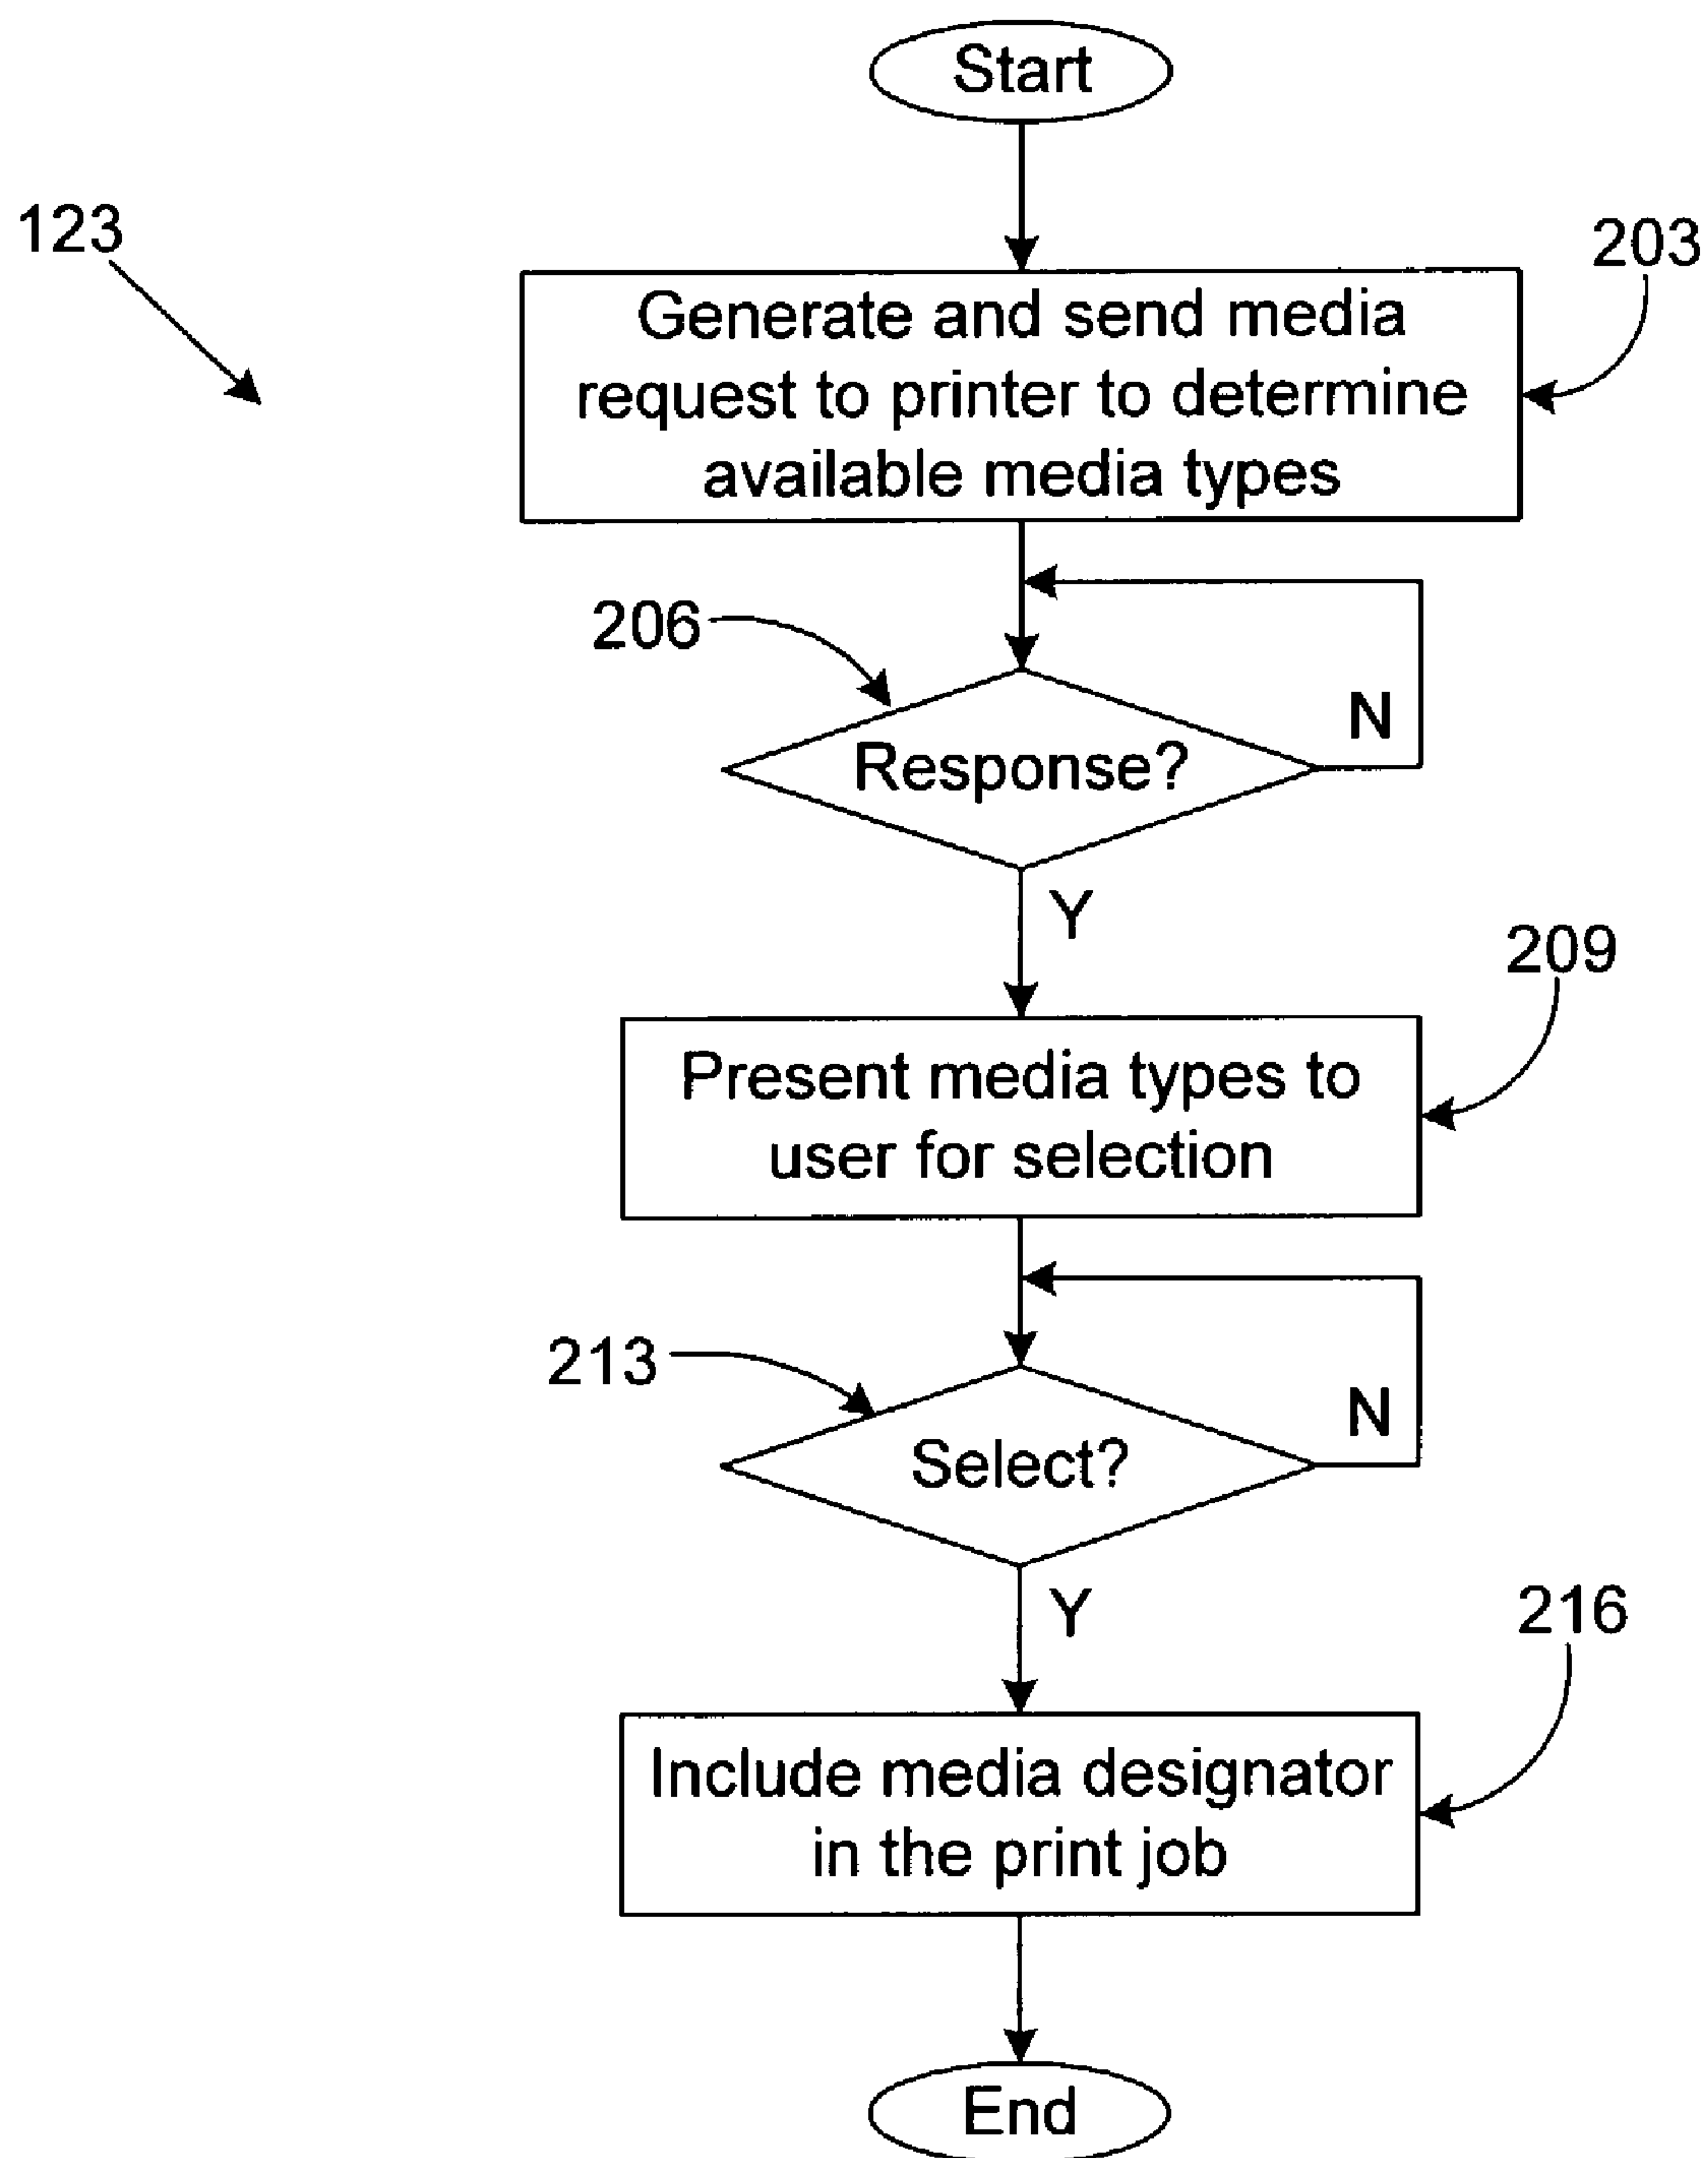 Start
123
203
Generate and send media
request to printer to determine
available media types
206
N
Response?
Y
209
Present media types to
user for selection
213
N
Select?
Y
216
Include media designator
in the print job
End